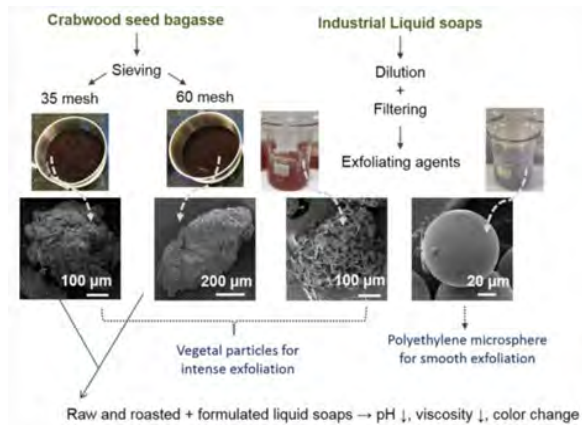 Crabwood seed bagasse
Industrial Liquid soaps
Sieving
Dilution
+
Filtering
35 mesh
60 mesh
Exfoliating agents
100 µm
200 µm
100 µm
20 µm
Vegetal particles for
intense exfoliation
Polyethylene microsphere
for smooth exfoliation
Raw and roasted + formulated liquid soaps → pH ↓, viscosity ↓, color change